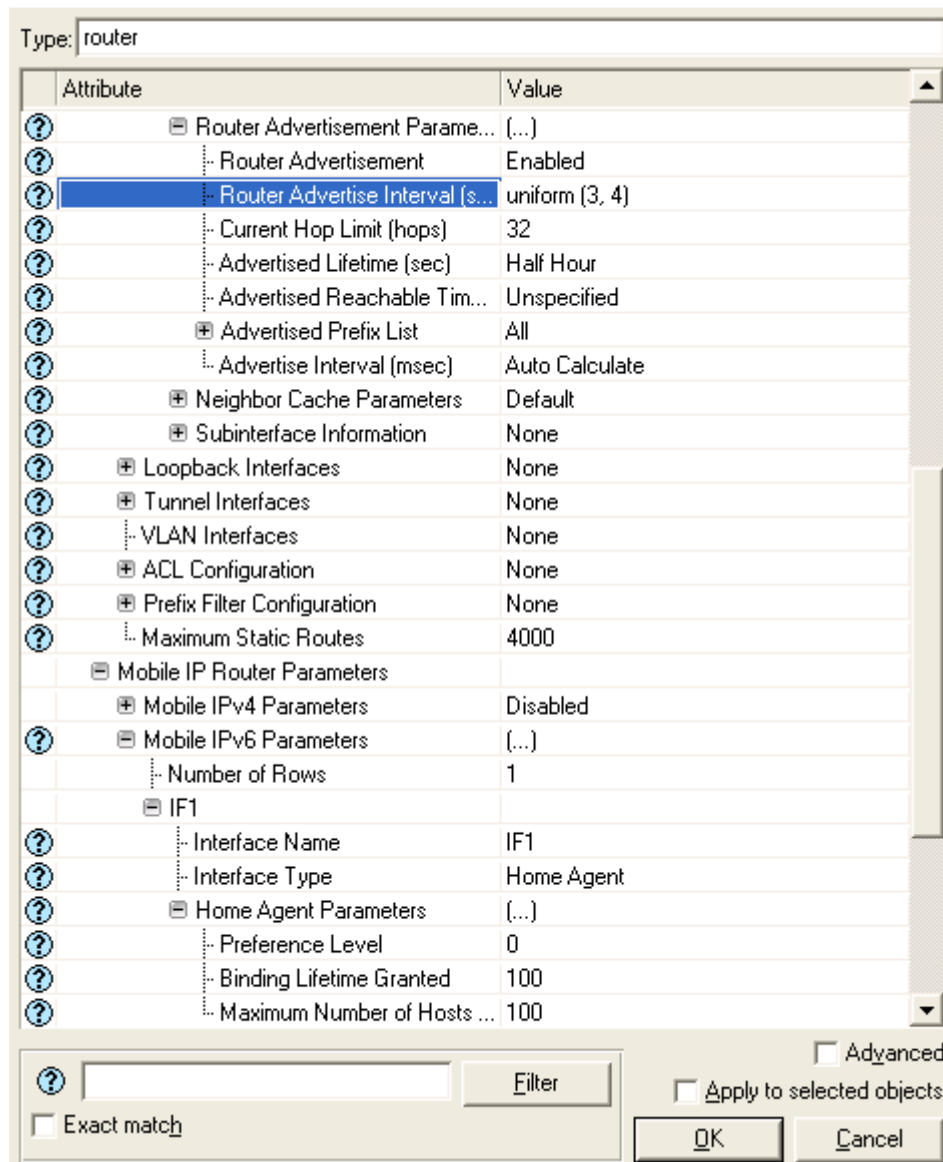 Type: router
Attribute Value
Router Advertisement Parame... (...)
Router Advertisement Enabled
Router Advertise Interval (s... uniform (3, 4)
Current Hop Limit (hops) 32
Advertised Lifetime (sec) Half Hour
Advertised Reachable Tim... Unspecified
Advertised Prefix List All
Advertise Interval (msec) Auto Calculate
Neighbor Cache Parameters Default
Subinterface Information None
Loopback Interfaces None
Tunnel Interfaces None
VLAN Interfaces None
ACL Configuration None
Prefix Filter Configuration None
Maximum Static Routes 4000
Mobile IP Router Parameters
Mobile IPv4 Parameters Disabled
Mobile IPv6 Parameters (...)
Number of Rows 1
IF1
Interface Name IF1
Interface Type Home Agent
Home Agent Parameters (...)
Preference Level 0
Binding Lifetime Granted 100
Maximum Number of Hosts ... 100
Advanced
Filter
Apply to selected objects
Exact match
OK Cancel